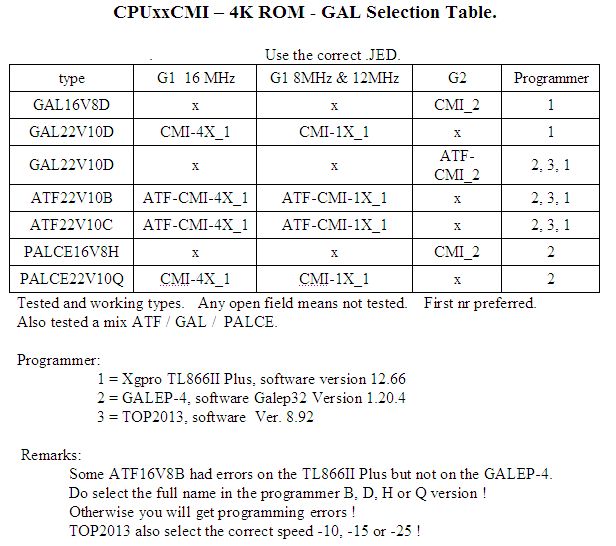 CPUxxCMI – 4K ROM - GAL Selection Table.
. Use the correct .JED.
type G1 16 MHz G1 8MHz & 12MHz G2 Programmer
GAL16V8D x x CMI_2 1
GAL22V10D CMI-4X_1 CMI-1X_1 x 1
GAL22V10D x x ATF-CMI_2 2, 3, 1
ATF22V10B ATF-CMI-4X_1 ATF-CMI-1X_1 x 2, 3, 1
ATF22V10C ATF-CMI-4X_1 ATF-CMI-1X_1 x 2, 3, 1
PALCE16V8H x x CMI_2 2
PALCE22V10Q CMI-4X_1 CMI-1X_1 x 2
Tested and working types. Any open field means not tested. First nr preferred.
Also tested a mix ATF / GAL / PALCE.
Programmer:
1 = Xgpro TL866II Plus, software version 12.66
2 = GALEP-4, software Galep32 Version 1.20.4
3 = TOP2013, software Ver. 8.92
Remarks:
Some ATF16V8B had errors on the TL866II Plus but not on the GALEP-4.
Do select the full name in the programmer B, D, H or Q version !
Otherwise you will get programming errors !
TOP2013 also select the correct speed -10, -15 or -25 !